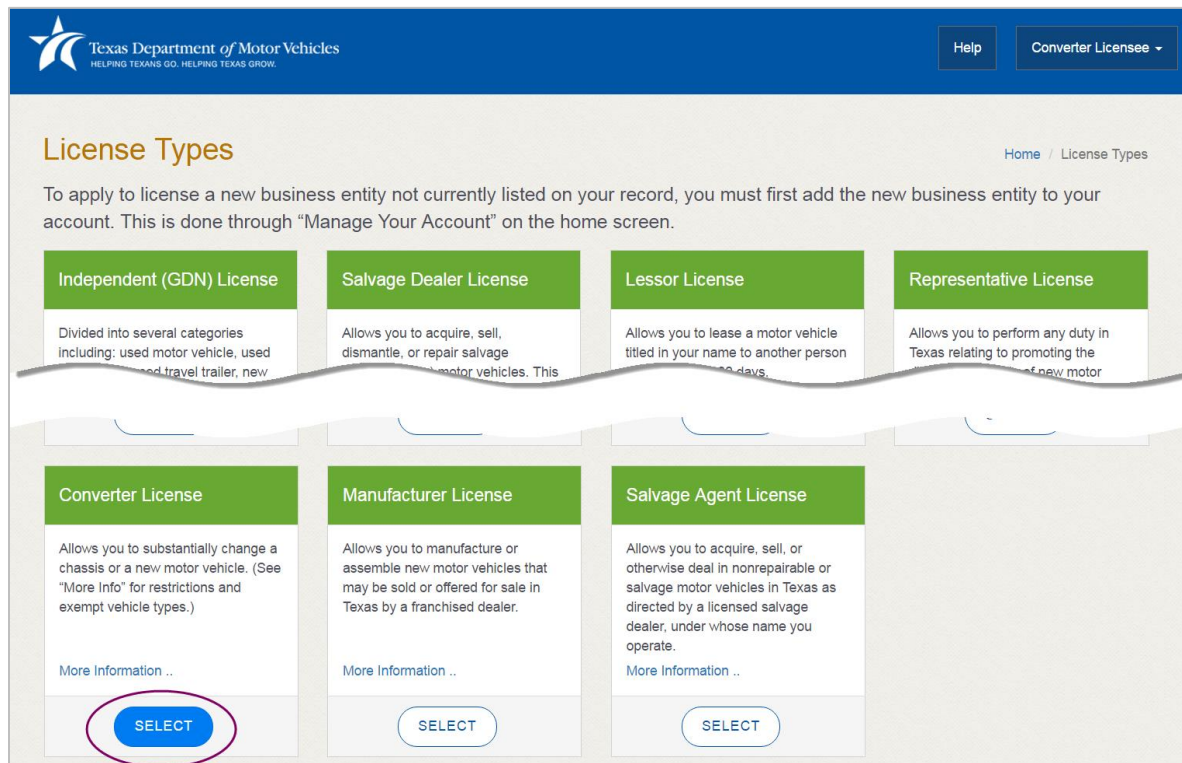 Texas Department of Motor Vehicles
HELPING TEXANS GO. HELPING TEXAS GROW.
Help
Converter Licensee
License Types
Home / License Types
To apply to license a new business entity not currently listed on your record, you must first add the new business entity to your
account. This is done through “Manage Your Account” on the home screen.
Independent (GDN) License
Divided into several categories
including: used motor vehicle, used
travel trailer, new
Salvage Dealer License
Allows you to acquire, sell,
dismantle, or repair salvage
motor vehicles. This
Lessor License
Allows you to lease a motor vehicle
titled in your name to another person
days.
Representative License
Allows you to perform any duty in
Texas relating to promoting the
of new motor
Converter License
Allows you to substantially change a
chassis or a new motor vehicle. (See
“More Info” for restrictions and
exempt vehicle types.)
More Information ..
SELECT
Manufacturer License
Allows you to manufacture or
assemble new motor vehicles that
may be sold or offered for sale in
Texas by a franchised dealer.
More Information ..
SELECT
Salvage Agent License
Allows you to acquire, sell, or
otherwise deal in nonrepairable or
salvage motor vehicles in Texas as
directed by a licensed salvage
dealer, under whose name you
operate.
More Information ..
SELECT